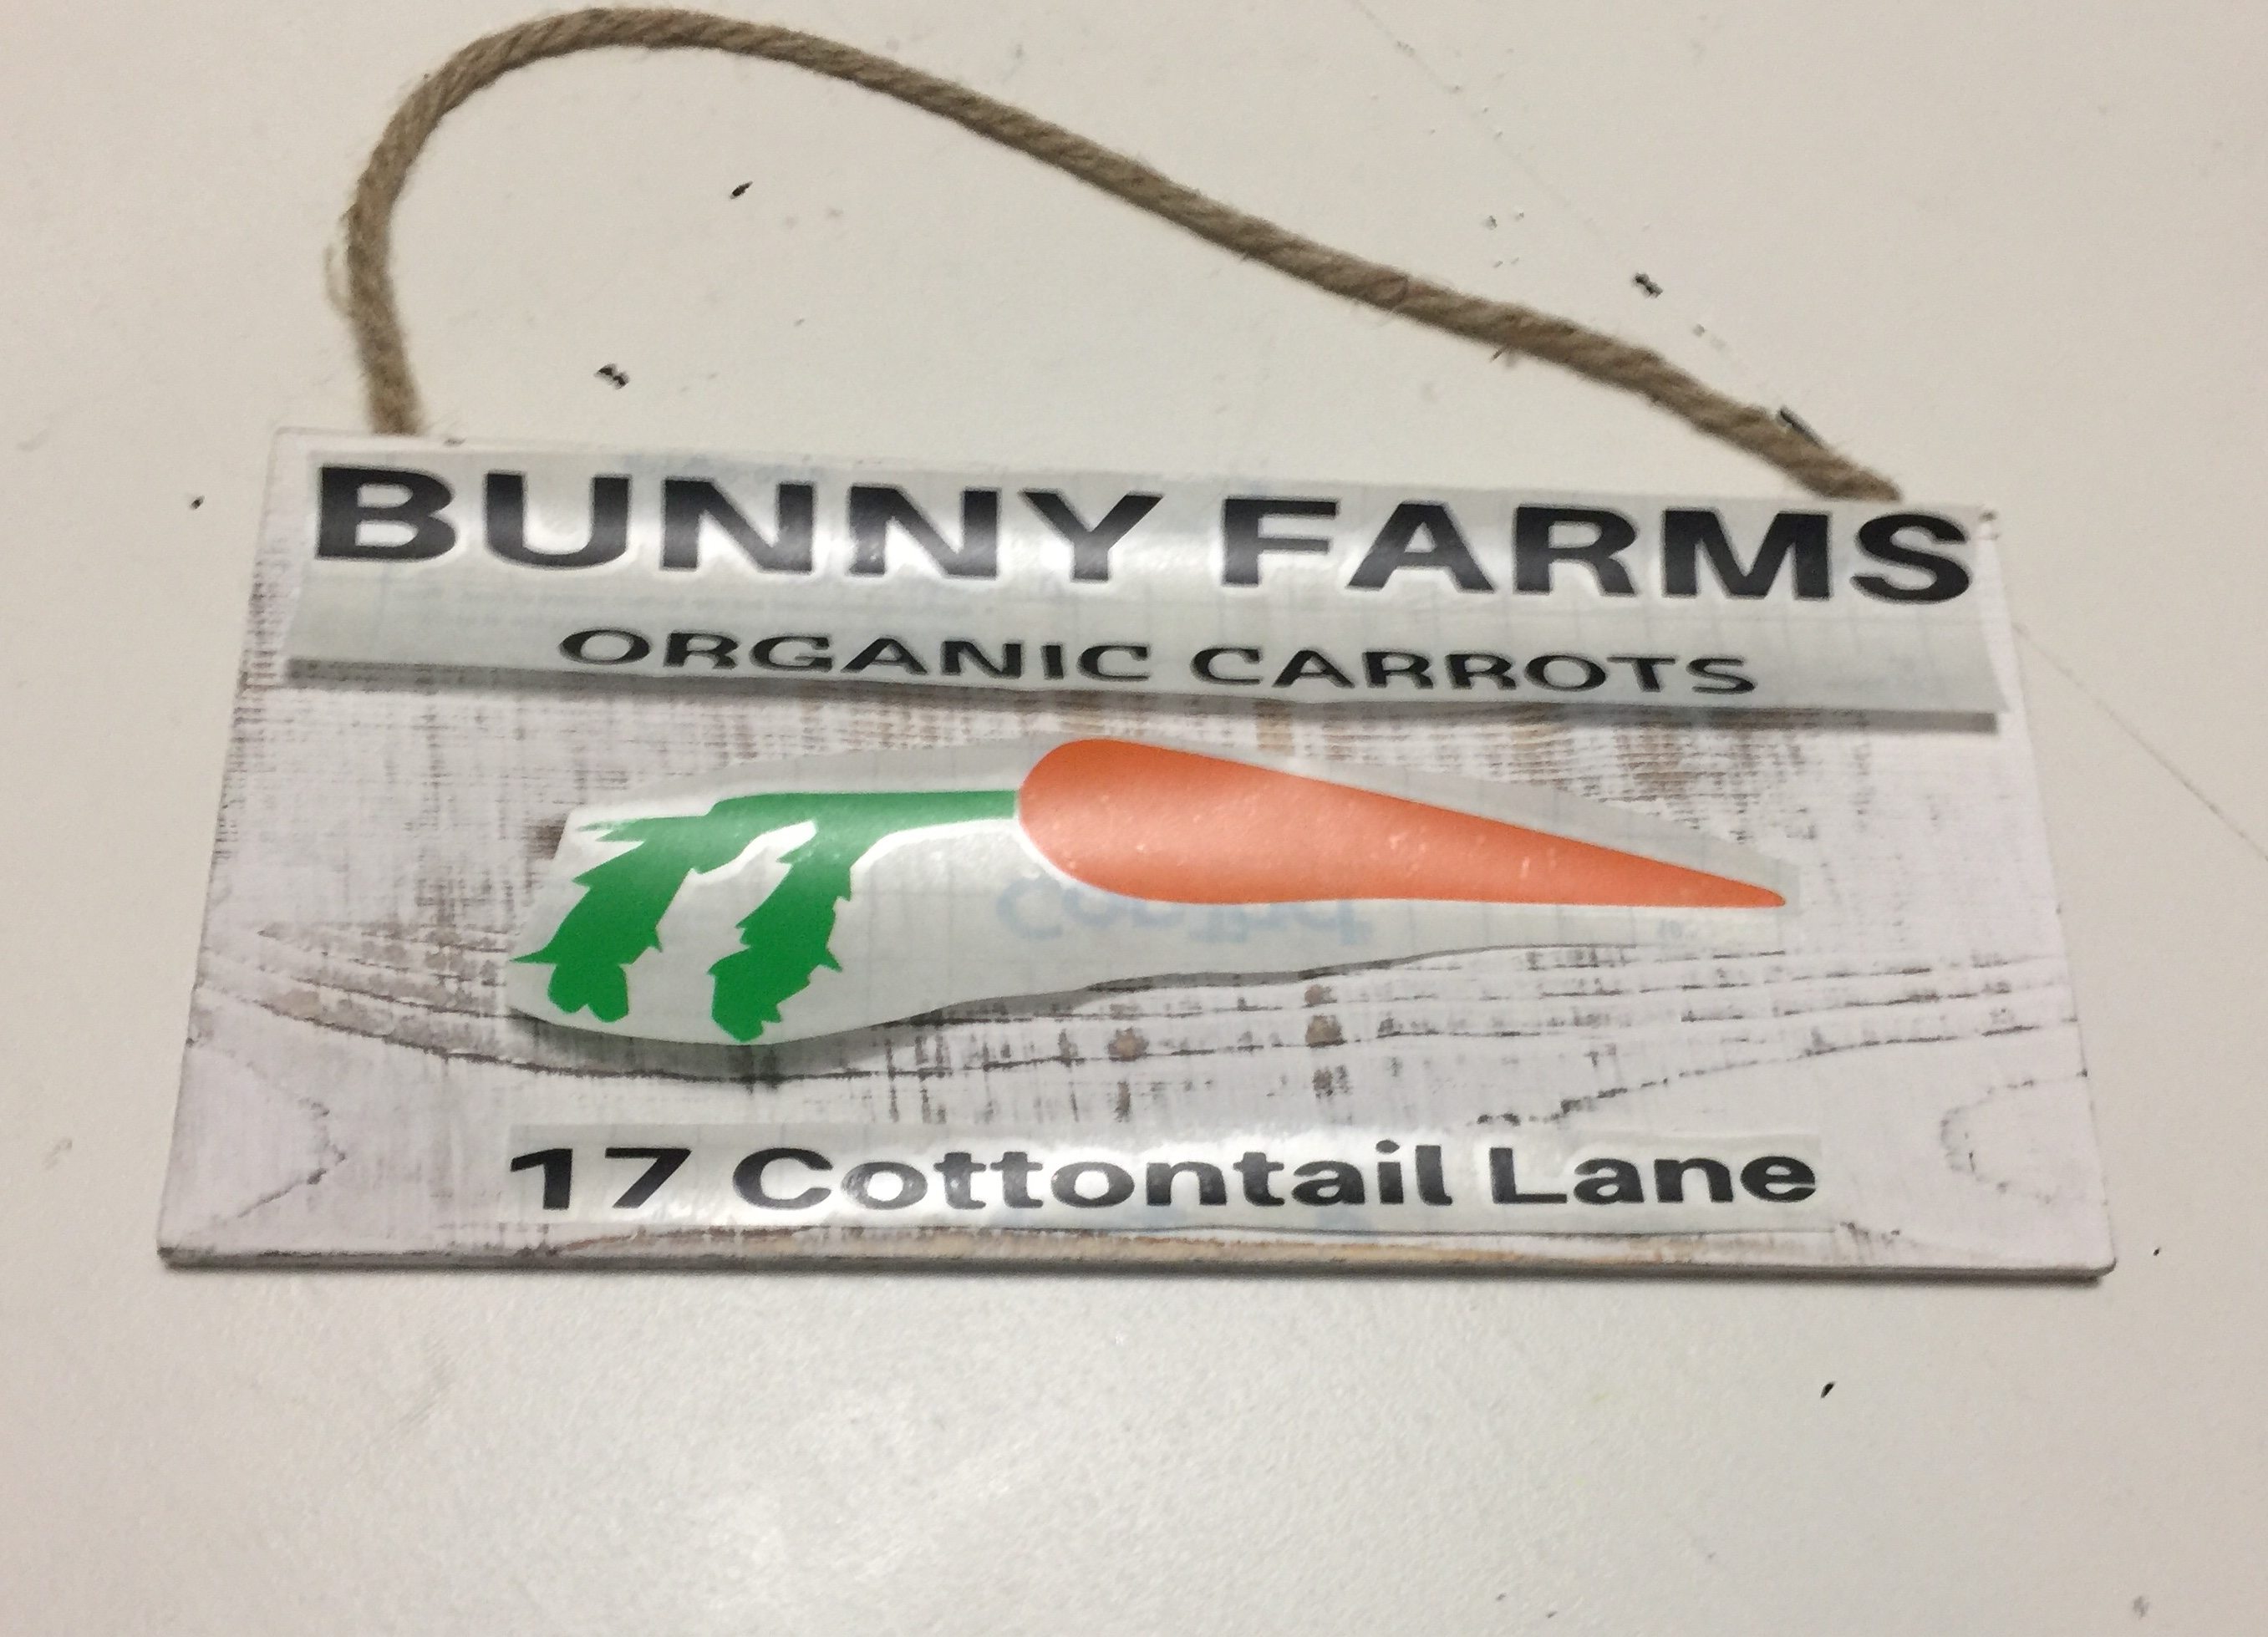 BUNNY FARMS
ORGANIC CARROTS
17 Cottontail Lane